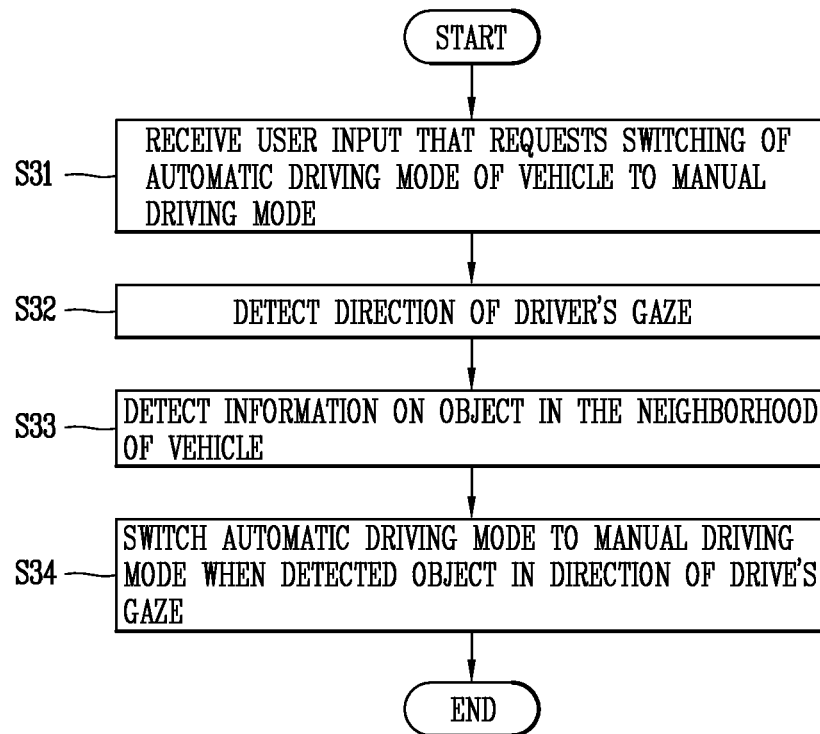 START
S31
RECEIVE USER INPUT THAT REQUESTS SWITCHING OF
AUTOMATIC DRIVING MODE OF VEHICLE TO MANUAL
DRIVING MODE
S32
DETECT DIRECTION OF DRIVER'S GAZE
S33
DETECT INFORMATION ON OBJECT IN THE NEIGHBORHOOD
OF VEHICLE
S34
SWITCH AUTOMATIC DRIVING MODE TO MANUAL DRIVING
MODE WHEN DETECTED OBJECT IN DIRECTION OF DRIVE'S
GAZE
END